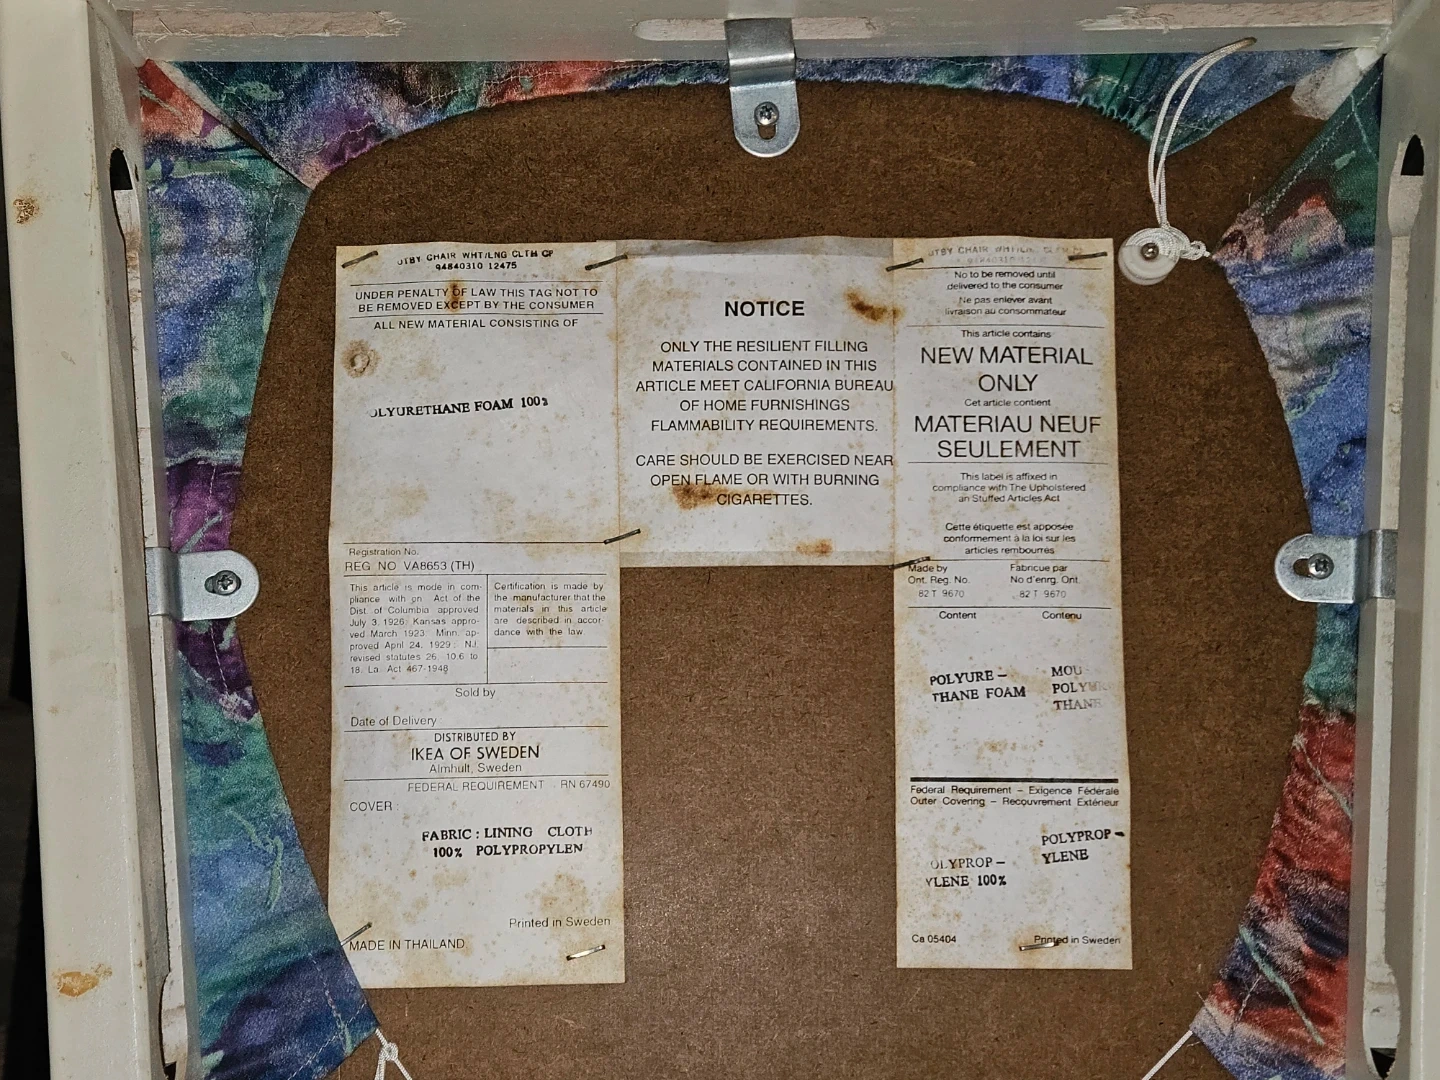 UTBY CHAIR WHT/LNG CLTH CP
94840310 12475
UNDER PENALTY OF LAW THIS TAG NOT TO
BE REMOVED EXCEPT BY THE CONSUMER
ALL NEW MATERIAL CONSISTING OF
OLYURETHANE FOAM 100%
Registration No.
REG NO VA8653 (TH)
This article is made in com-
pliance with an Act of the
Dist. of Columbia approved
July 3, 1926; Kansas appro-
ved March 1923 Minn. ap-
proved April 24, 1929; N.J.
revised statutes 26. 10.6 to
18. La. Act 467-1948
Certification is made by
the manufacturer that the
materials in this article
are described in accor-
dance with the law
Sold by
Date of Delivery
DISTRIBUTED BY
IKEA OF SWEDEN
Almhult, Sweden
FEDERAL REQUIREMENT RN 67490
COVER :
FABRIC : LINING CLOTH
100% POLYPROPYLEN
Printed in Sweden
MADE IN THAILAND
NOTICE
ONLY THE RESILIENT FILLING
MATERIALS CONTAINED IN THIS
ARTICLE MEET CALIFORNIA BUREAU
OF HOME FURNISHINGS
FLAMMABILITY REQUIREMENTS.
CARE SHOULD BE EXERCISED NEAR
OPEN FLAME OR WITH BURNING
CIGARETTES.
UTBY CHAIR WHT/LNG CLTH
No to be removed until
delivered to the consumer
Ne pas enlever avant
livraison au consommateur
This article contains
NEW MATERIAL
ONLY
Cet article contient
MATERIAU NEUF
SEULEMENT
This label is affixed in
compliance with The Upholstered
an Stuffed Articles Act
Cette étiquette est apposée
conformement à la loi sur les
articles rembourrés
Made by
Ont. Reg. No.
82 T 9670
Fabricue par
No d'enrg. Ont.
82 T 9670
Content Contenu
POLYURE-
THANE FOAM
MOU
POLYUR
THANE
Federal Requirement – Exigence Fédérale
Outer Covering – Recouvrement Extérieur
OLYPROP-
YLENE 100%
POLYPROP-
YLENE
Ca 05404 Printed in Sweden